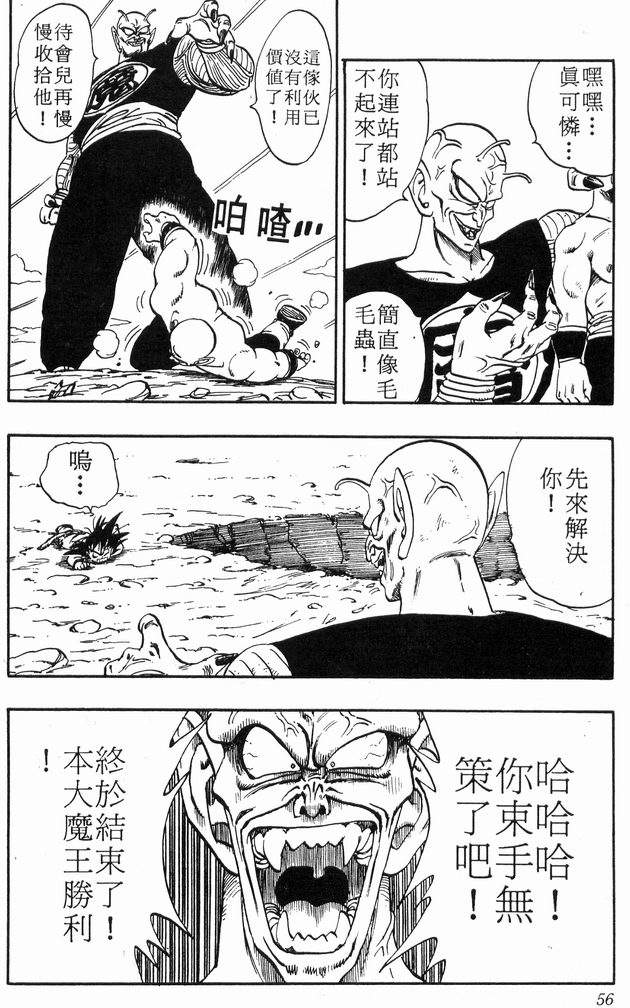 嘿嘿…
眞可憐…
你連站都站
不起來了！
簡直像毛
毛蟲！
這傢伙已
沒有利用
價値了！
待會兒再慢
慢收拾他！
啪喳…
先來解決
你！
嗚…
哈哈哈！
你束手無
策了吧！
終於結束了！
本大魔王勝利
！
56